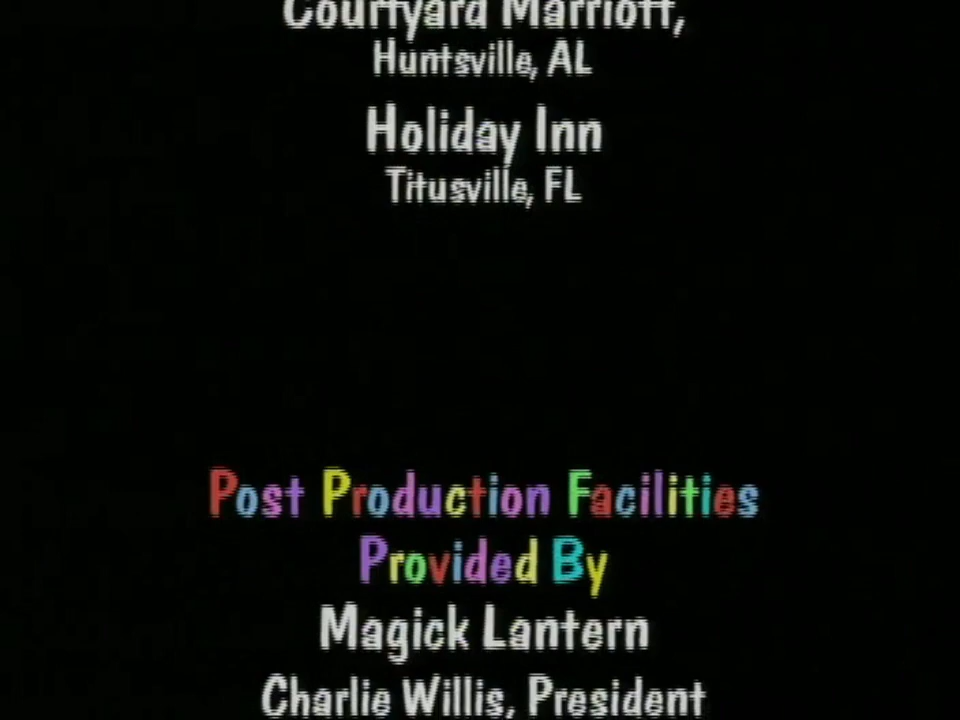 Courtyard Marriott,
Huntsville, AL
Holiday Inn
Titusville, FL
Post Production Facilities
Provided By
Magick Lantern
Charlie Willis, President